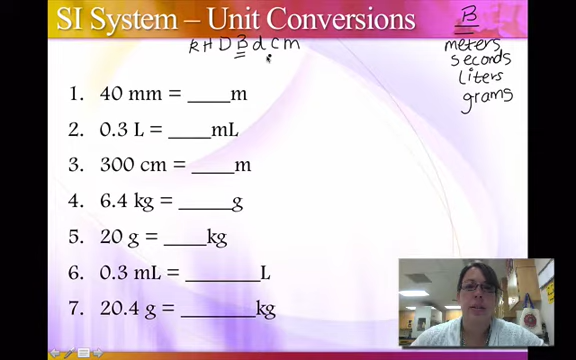 SI System – Unit Conversions
k H D B d c m
B
meters
seconds
liters
grams
1. 40 mm = ____m
2. 0.3 L = ____mL
3. 300 cm = ____m
4. 6.4 kg = _____g
5. 20 g = ____kg
6. 0.3 mL = _______L
7. 20.4 g = _______kg